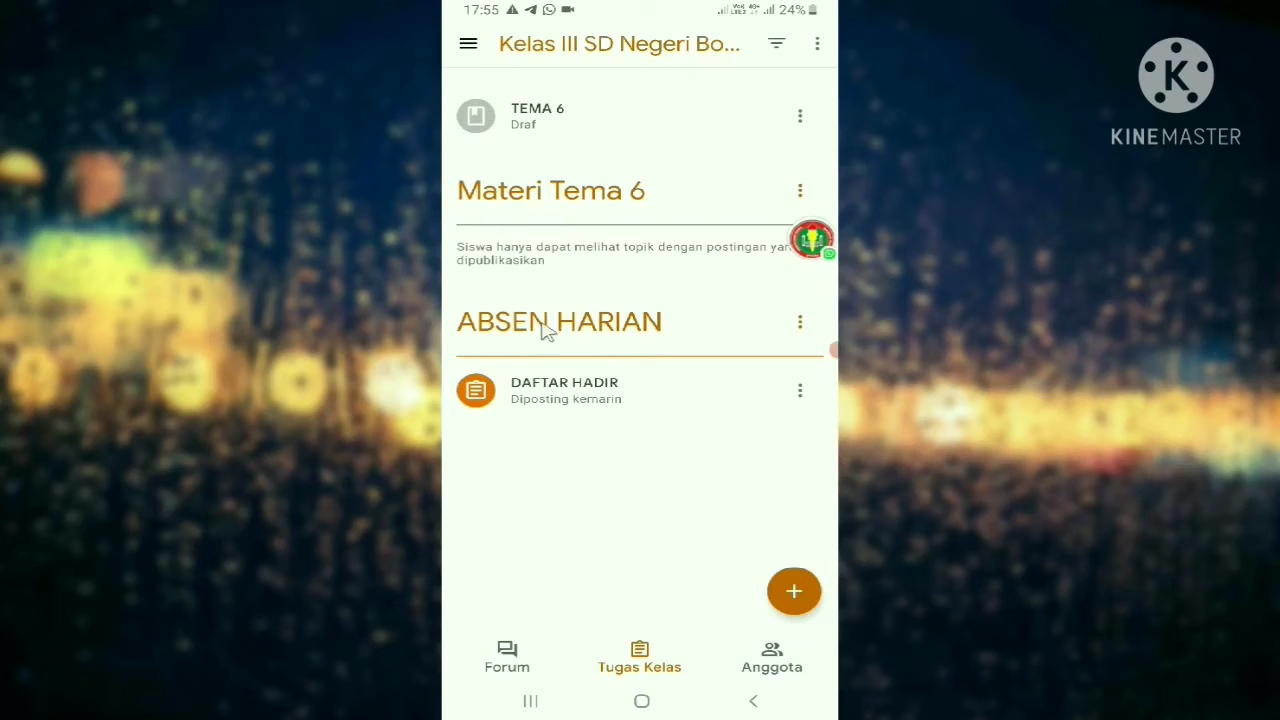 17:55 24%
Kelas III SD Negeri Bo...
TEMA 6
Draf
Materi Tema 6
Siswa hanya dapat melihat topik dengan postingan yan
dipublikasikan
ABSEN HARIAN
DAFTAR HADIR
Diposting kemarin
Forum Tugas Kelas Anggota
K
KINEMASTER